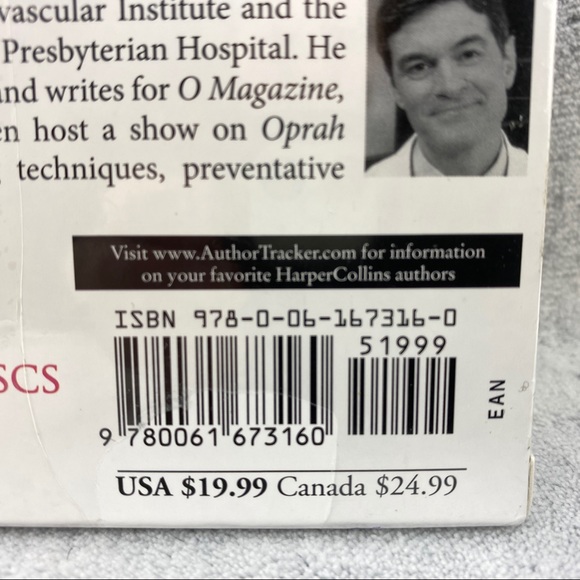 vascular Institute and the
Presbyterian Hospital. He
and writes for O Magazine,
host a show on Oprah
techniques, preventative
Visit www.AuthorTracker.com for information
on your favorite HarperCollins authors
ISBN 978-0-06-167316-0
51999
SCS
EAN
9 780061 673160
USA $19.99 Canada $24.99